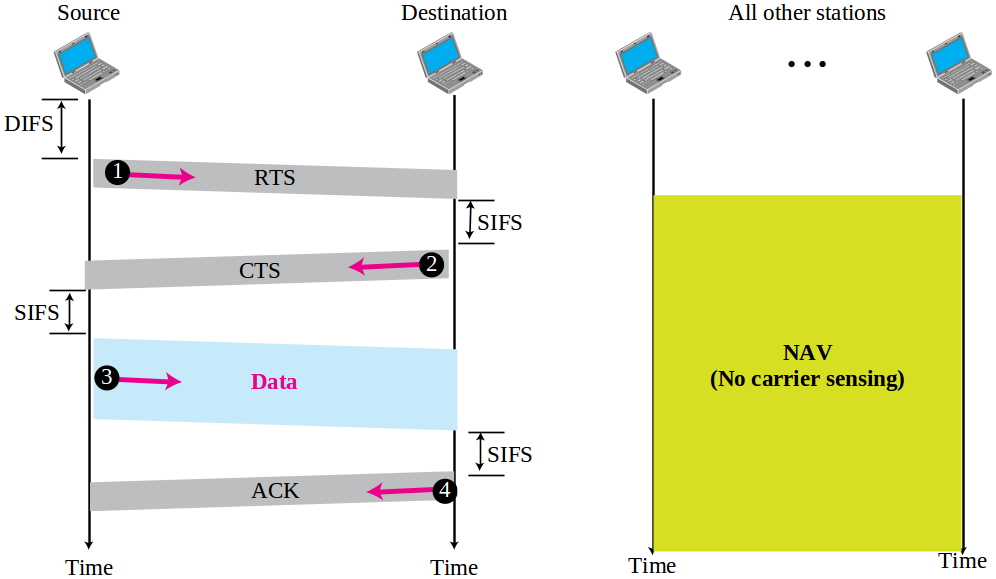 Source
Destination
All other stations
...
DIFS
1
RTS
SIFS
2
CTS
SIFS
3
Data
NAV
(No carrier sensing)
SIFS
4
ACK
Time
Time
Time
Time